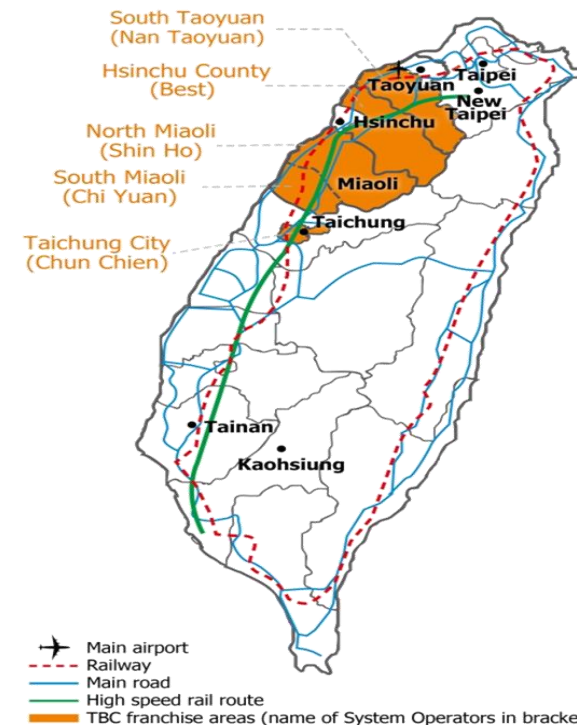 South Taoyuan
(Nan Taoyuan)
Hsinchu County
(Best)
North Miaoli
(Shin Ho)
South Miaoli
(Chi Yuan)
Taichung City
(Chun Chien)
Taipei
Taoyuan
New
Taipei
Hsinchu
Miaoli
Taichung
Tainan
Kaohsiung
Main airport
Railway
Main road
High speed rail route
TBC franchise areas (name of System Operators in bracke